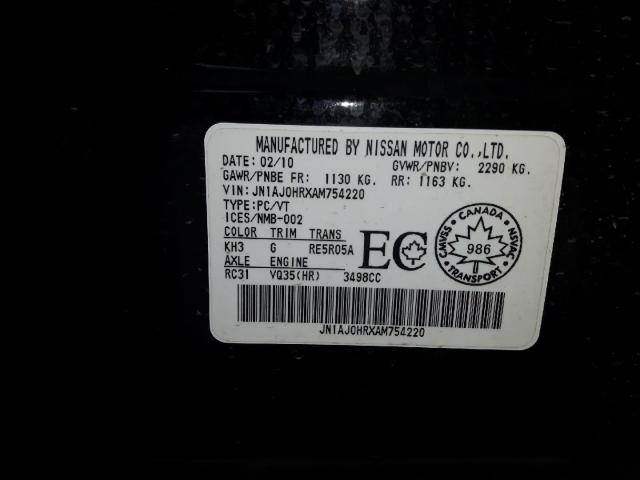 MANUFACTURED BY NISSAN MOTOR CO.,LTD.
DATE: 02/10 GVWR/PNBV: 2290 KG.
GAWR/PNBE FR: 1130 KG. RR: 1163 KG.
VIN: JN1AJ0HRXAM754220
TYPE:PC/VT
ICES/NMB-002
COLOR TRIM TRANS
KH3 G RE5R05A
AXLE ENGINE
RC31 VQ35(HR) 3498CC
EC
CANADA
CMVSS 986 NSVAC
TRANSPORT
JN1AJ0HRXAM754220